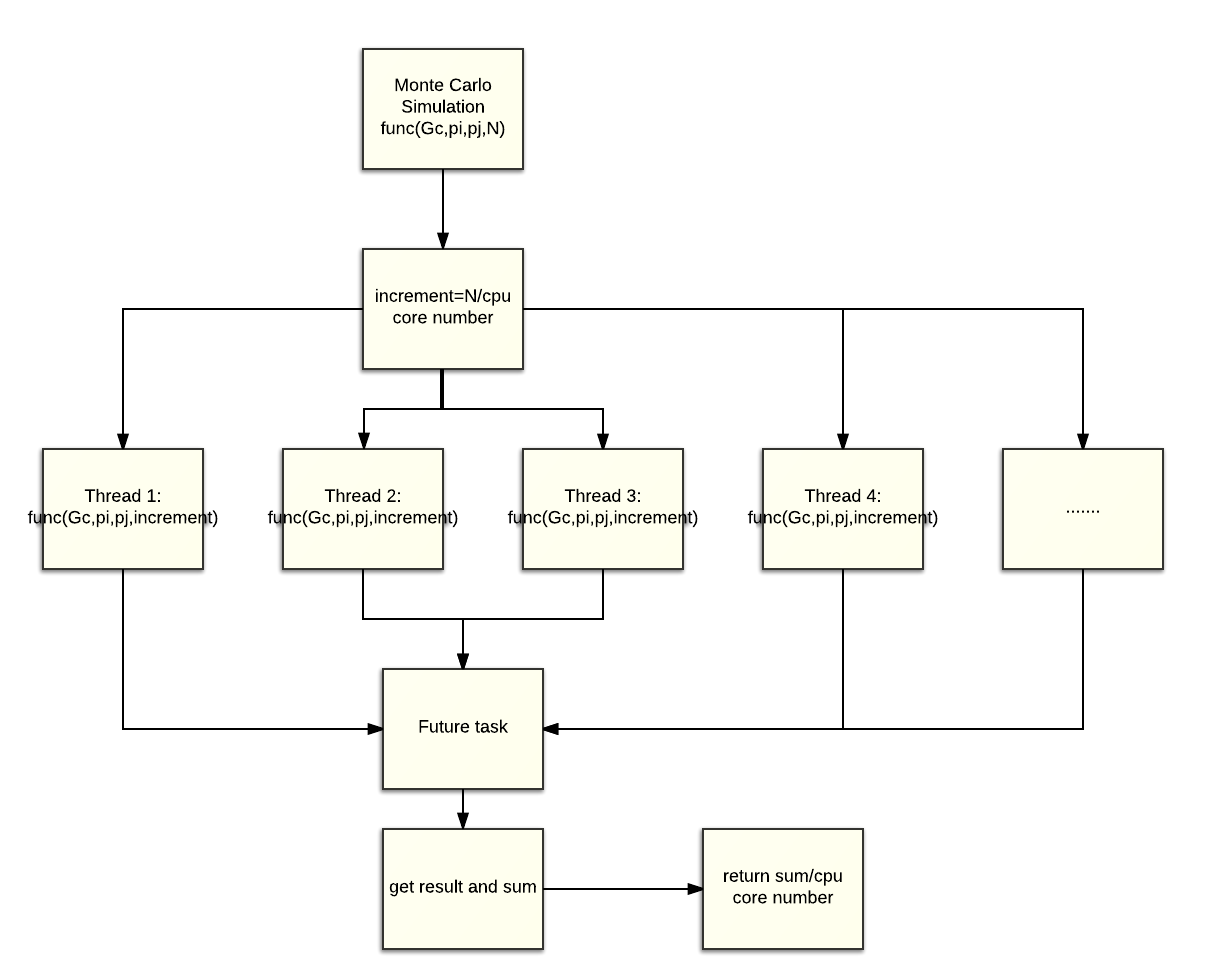 Monte Carlo
Simulation
func(Gc,pi,pj,N)
increment=N/cpu
core number
Thread 1:
func(Gc,pi,pj,increment)
Thread 2:
func(Gc,pi,pj,increment)
Thread 3:
func(Gc,pi,pj,increment)
Thread 4:
func(Gc,pi,pj,increment)
.......
Future task
get result and sum
return sum/cpu
core number